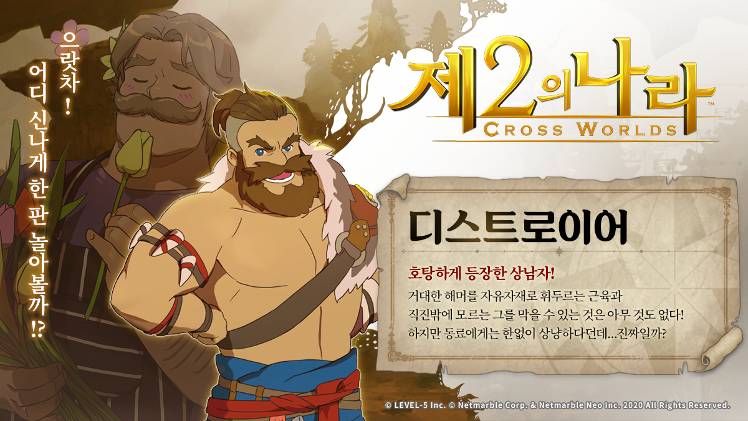 으랏차!
어디 신나게 한 판 놀아볼까!?
제2의나라™
CROSS WORLDS
디스트로이어
호탕하게 등장한 상남자!
거대한 해머를 자유자재로 휘두르는 근육과
직진밖에 모르는 그를 막을 수 있는 것은 아무 것도 없다!
하지만 동료에게는 한없이 상냥하다던데...진짜일까?
© LEVEL-5 Inc. © Netmarble Corp. & Netmarble Neo Inc. 2020 All Rights Reserved.